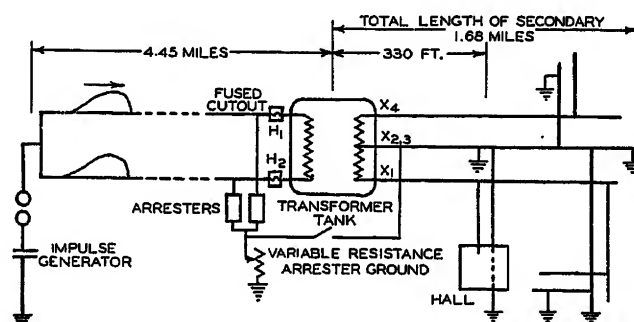 TOTAL LENGTH OF SECONDARY
1.68 MILES
4.45 MILES
330 FT.
FUSED CUTOUT
H1
H2
X4
X2,3
X1
ARRESTERS
TRANSFORMER
TANK
IMPULSE
GENERATOR
VARIABLE RESISTANCE
ARRESTER GROUND
HALL